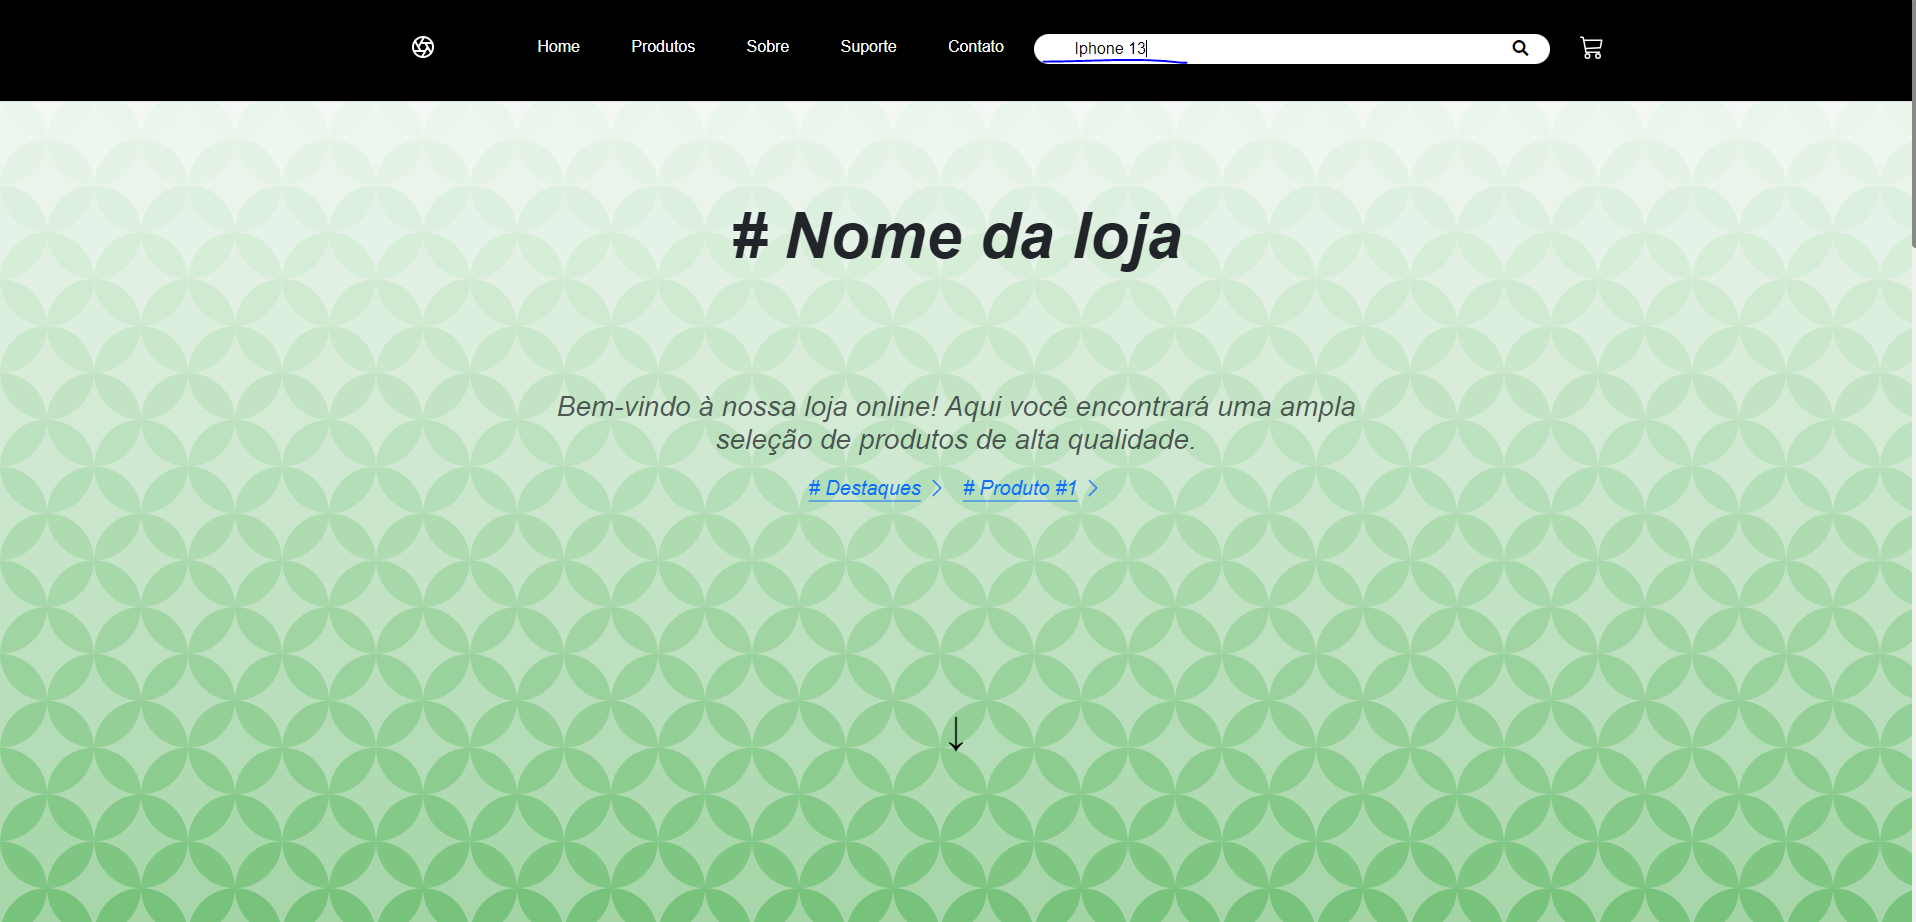 Home Produtos Sobre Suporte Contato Iphone 13
# Nome da loja
Bem-vindo à nossa loja online! Aqui você encontrará uma ampla
seleção de produtos de alta qualidade.
# Destaques # Produto #1